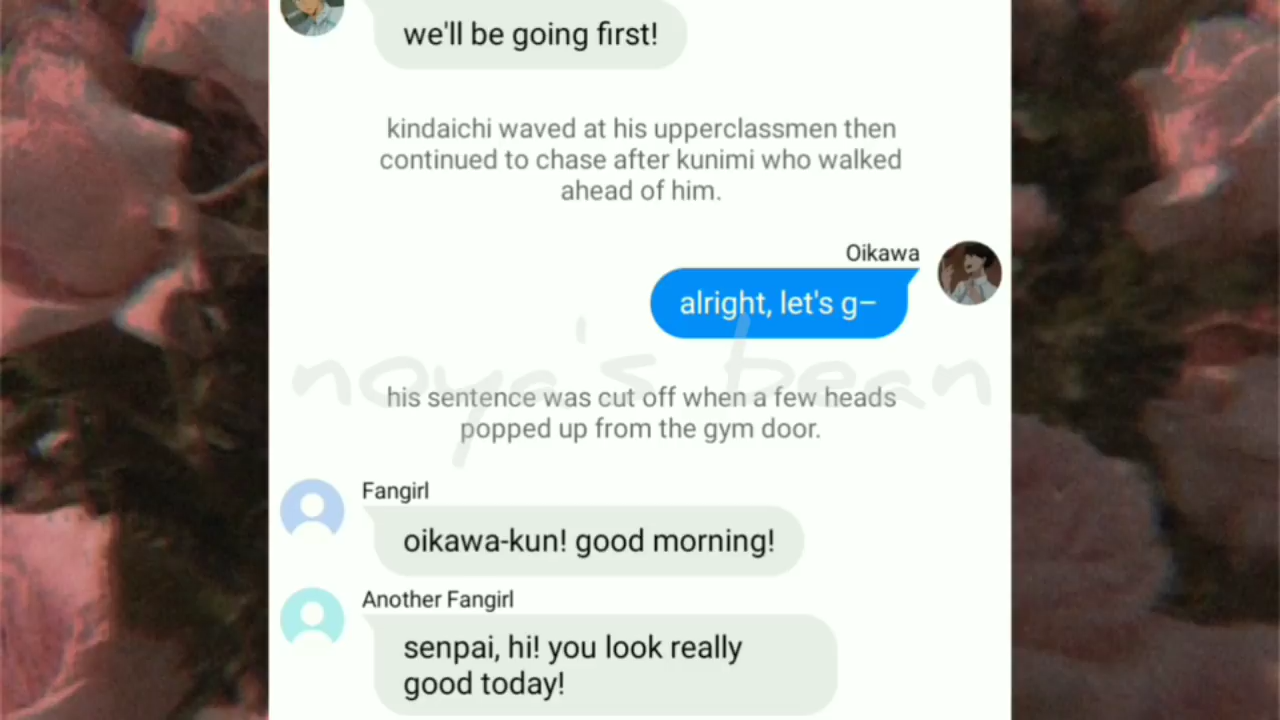 we'll be going first!
kindaichi waved at his upperclassmen then
continued to chase after kunimi who walked
ahead of him.
Oikawa
alright, let's g–
noya's bean
his sentence was cut off when a few heads
popped up from the gym door.
Fangirl
oikawa-kun! good morning!
Another Fangirl
senpai, hi! you look really
good today!